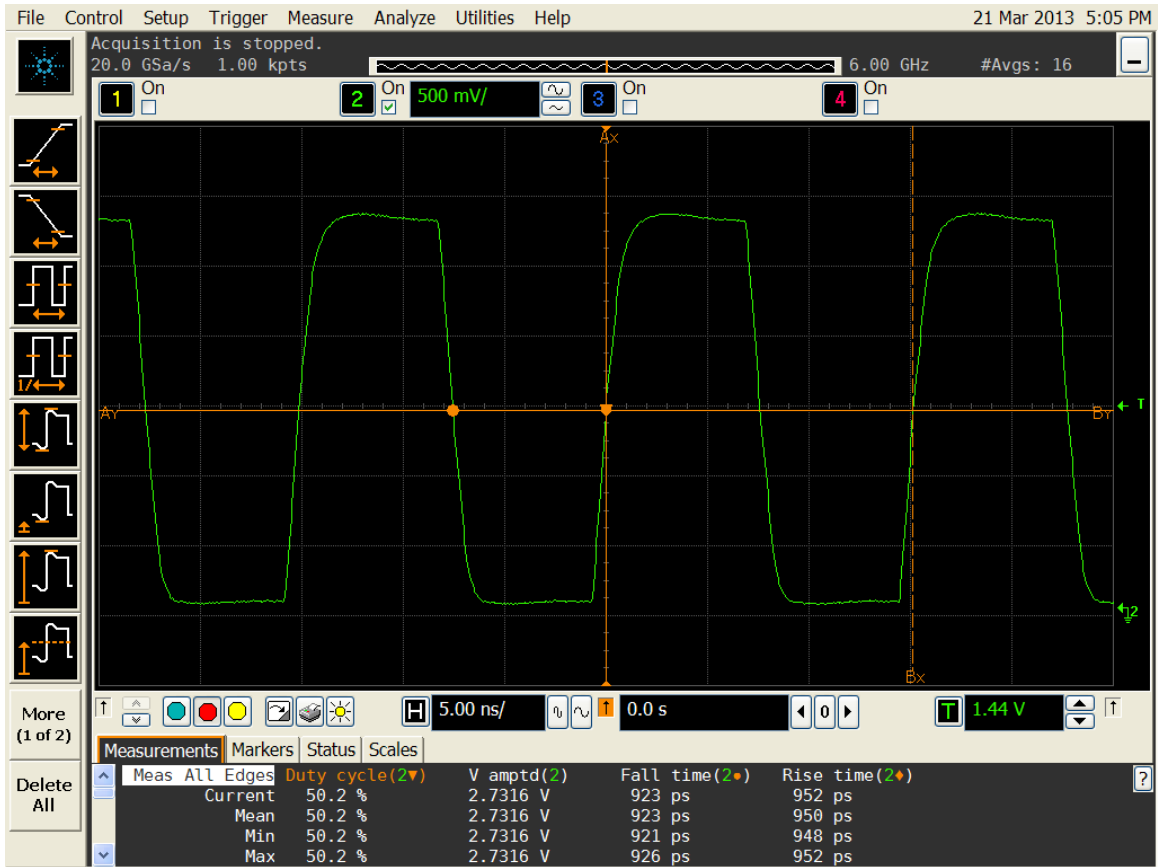 File Control Setup Trigger Measure Analyze Utilities Help 21 Mar 2013 5:05 PM
Acquisition is stopped.
20.0 GSa/s 1.00 kpts 6.00 GHz #Avgs: 16
1 On 2 On 500 mV/ 3 On 4 On
Ax
AY BY T
2
Bx
1/
More
(1 of 2)
Delete
All
H 5.00 ns/ 0.0 s 0 T 1.44 V
Measurements Markers Status Scales
Meas All Edges Duty cycle(2▼) V amptd(2) Fall time(2●) Rise time(2♦) ?
Current 50.2 % 2.7316 V 923 ps 952 ps
Mean 50.2 % 2.7316 V 923 ps 950 ps
Min 50.2 % 2.7316 V 921 ps 948 ps
Max 50.2 % 2.7316 V 926 ps 952 ps